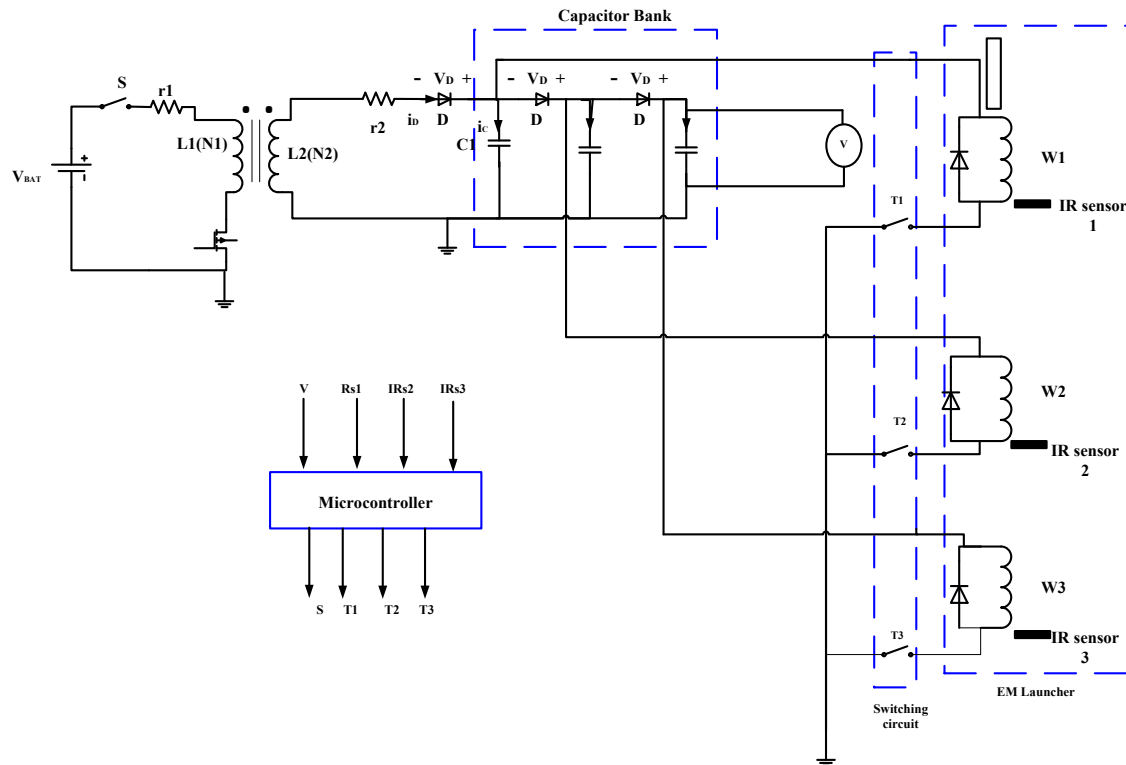 Capacitor Bank
S
r1
- VD +
- VD +
- VD +
r2
iD
D
iC
D
D
C1
L1(N1)
L2(N2)
VBAT
+
-
V
W1
T1
IR sensor
1
V
Rs1
IRs2
IRs3
W2
T2
IR sensor
2
Microcontroller
W3
S
T1
T2
T3
T3
IR sensor
3
EM Launcher
Switching
circuit